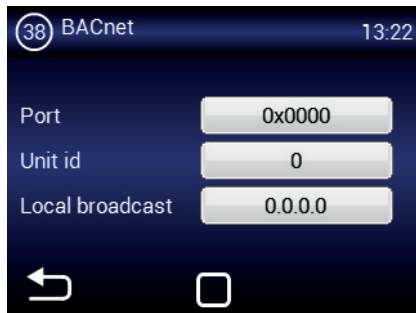 38 BACnet 13:22
Port 0x0000
Unit id 0
Local broadcast 0.0.0.0